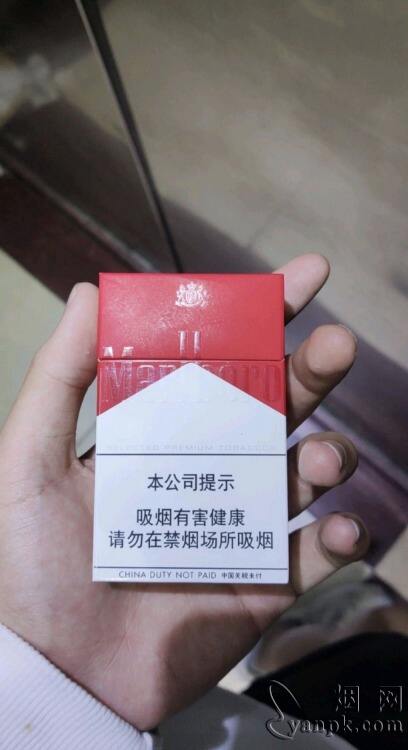 Marlboro
SELECTED PREMIUM TOBACCOS
本公司提示
吸烟有害健康
请勿在禁烟场所吸烟
CHINA DUTY NOT PAID 中国关税未付
烟网
yanpk.com